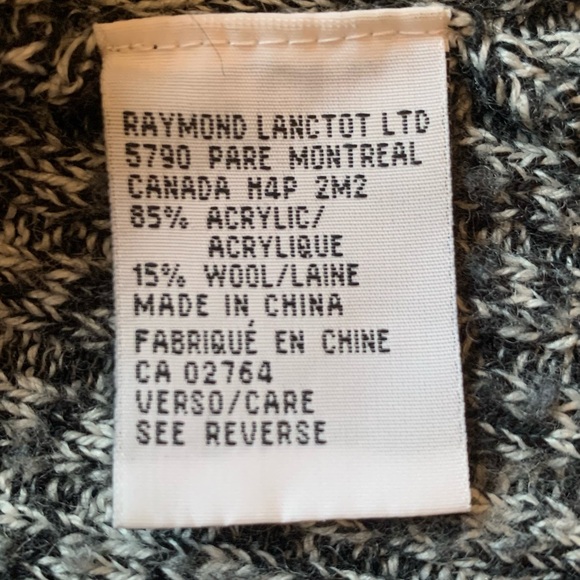 RAYMOND LANCTOT LTD
5790 PARE MONTREAL
CANADA H4P 2M2
85% ACRYLIC/
ACRYLIQUE
15% WOOL/LAINE
MADE IN CHINA
FABRIQUÉ EN CHINE
CA 02764
VERSO/CARE
SEE REVERSE